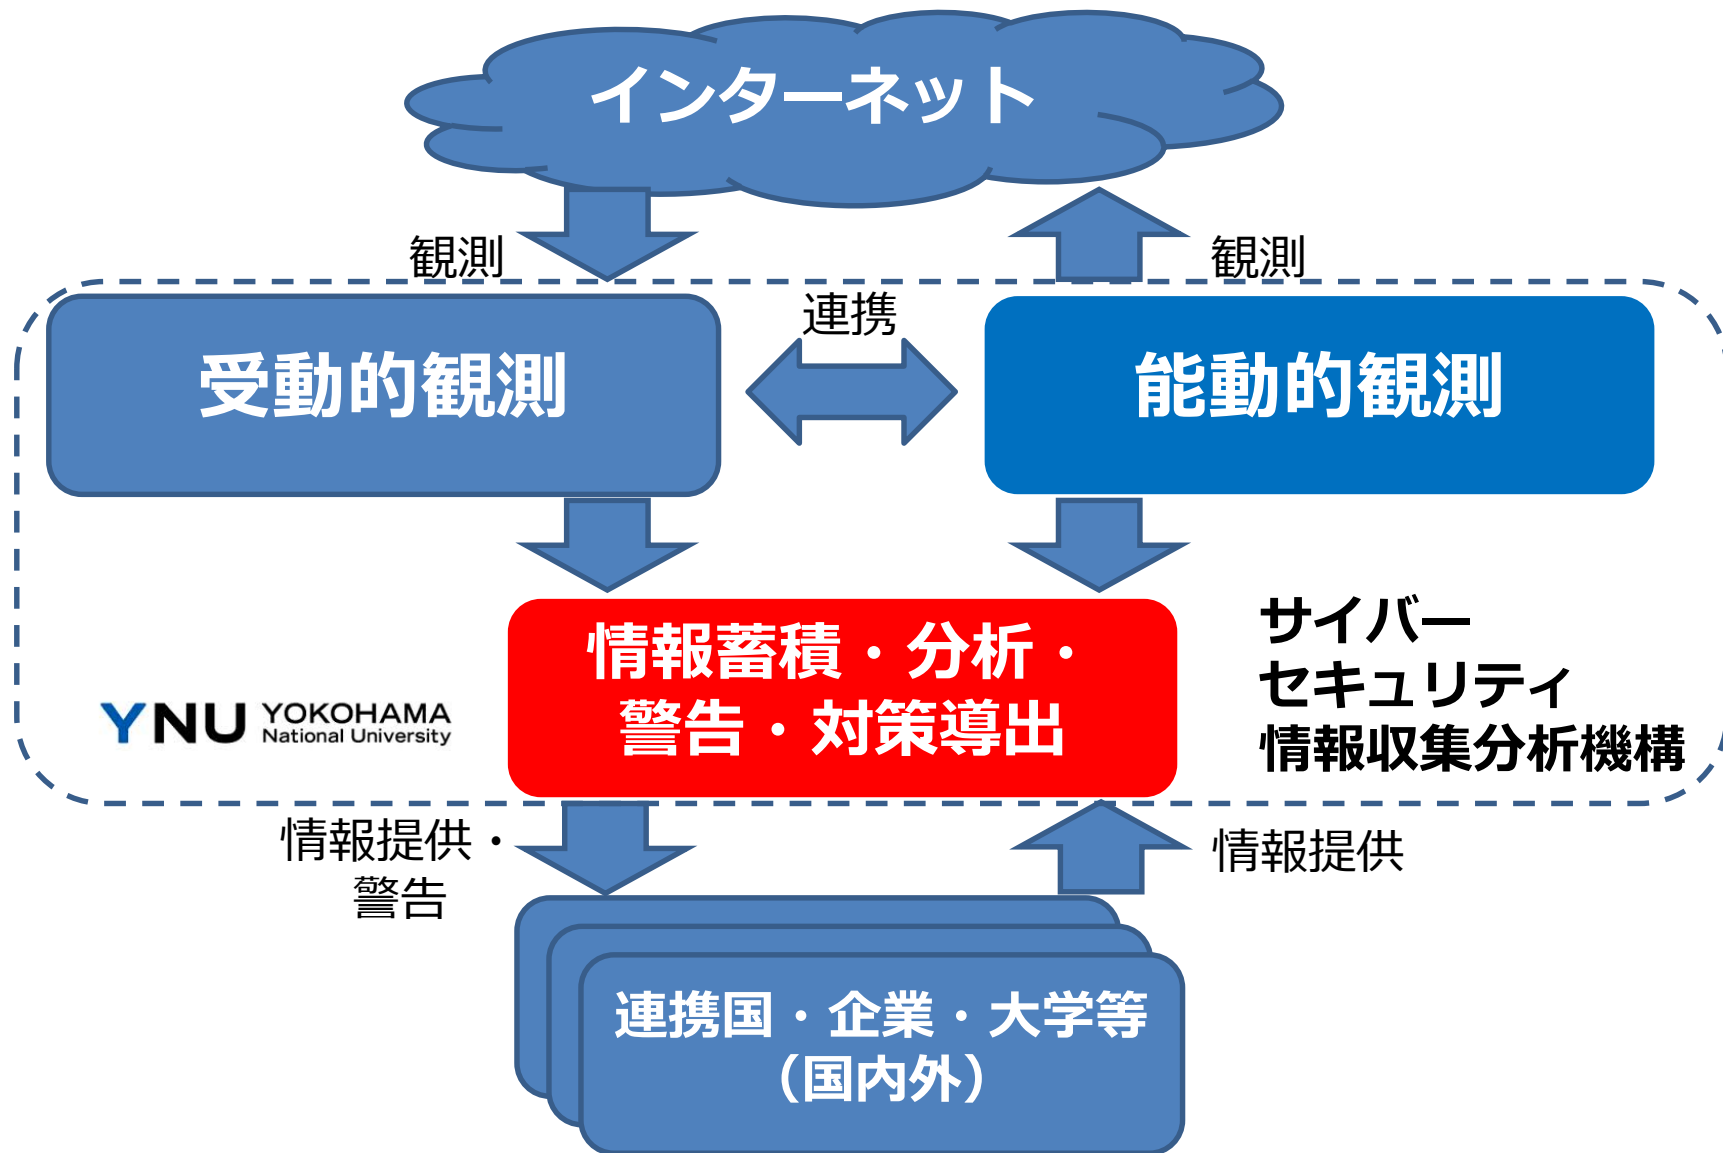 インターネット
観測
観測
連携
受動的観測
能動的観測
情報蓄積・分析・
警告・対策導出
サイバー
セキュリティ
情報収集分析機構
YNU YOKOHAMA
National University
情報提供・
警告
情報提供
連携国・企業・大学等
（国内外）